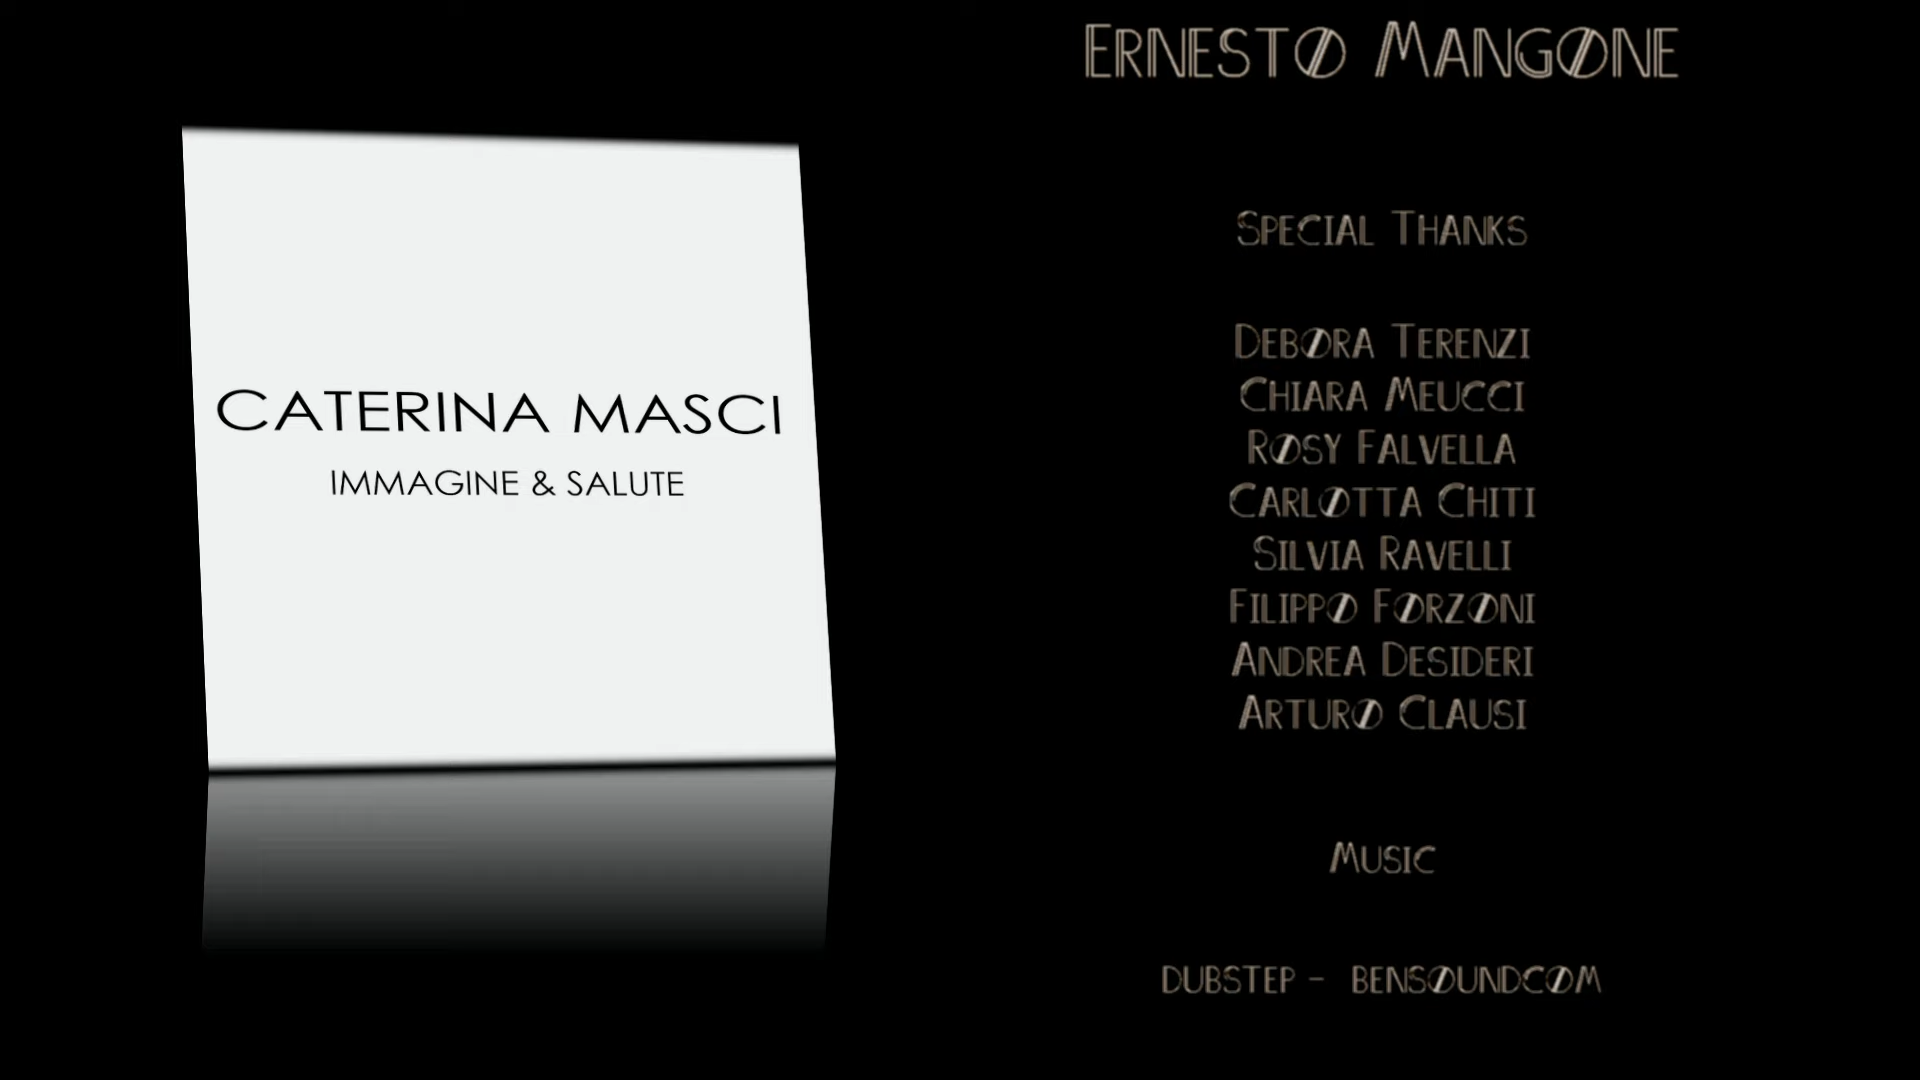 CATERINA MASCI
IMMAGINE & SALUTE
ERNESTO MANGONE
SPECIAL THANKS
DEBORA TERENZI
CHIARA MEUCCI
ROSY FALVELLA
CARLOTTA CHITI
SILVIA RAVELLI
FILIPPO FORZONI
ANDREA DESIDERI
ARTURO CLAUSI
MUSIC
DUBSTEP - BENSOUNDCOM